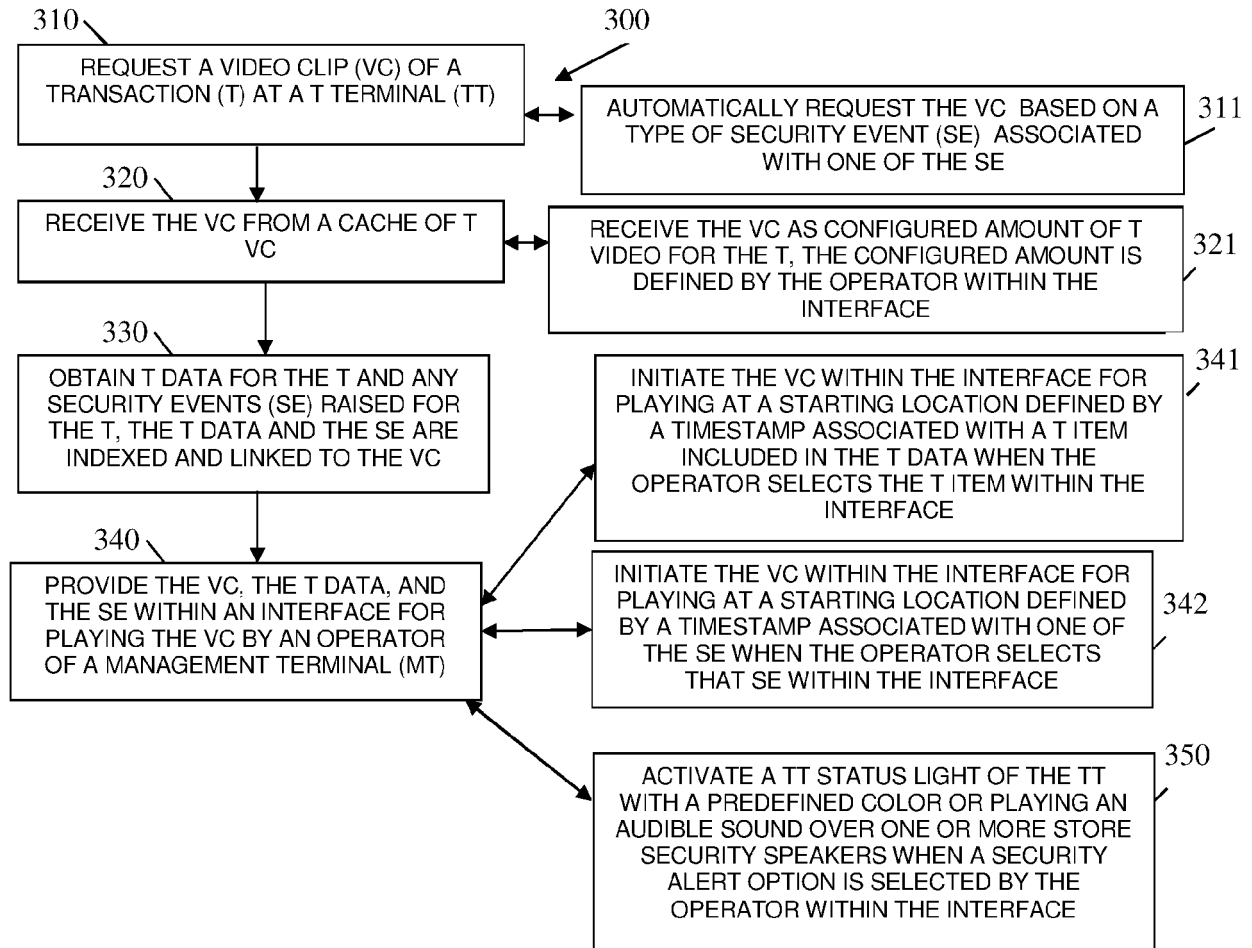 310
300
REQUEST A VIDEO CLIP (VC) OF A
TRANSACTION (T) AT A T TERMINAL (TT)
311
AUTOMATICALLY REQUEST THE VC BASED ON A
TYPE OF SECURITY EVENT (SE) ASSOCIATED
WITH ONE OF THE SE
320
RECEIVE THE VC FROM A CACHE OF T
VC
321
RECEIVE THE VC AS CONFIGURED AMOUNT OF T
VIDEO FOR THE T, THE CONFIGURED AMOUNT IS
DEFINED BY THE OPERATOR WITHIN THE
INTERFACE
330
OBTAIN T DATA FOR THE T AND ANY
SECURITY EVENTS (SE) RAISED FOR
THE T, THE T DATA AND THE SE ARE
INDEXED AND LINKED TO THE VC
341
INITIATE THE VC WITHIN THE INTERFACE FOR
PLAYING AT A STARTING LOCATION DEFINED BY
A TIMESTAMP ASSOCIATED WITH A T ITEM
INCLUDED IN THE T DATA WHEN THE
OPERATOR SELECTS THE T ITEM WITHIN THE
INTERFACE
340
PROVIDE THE VC, THE T DATA, AND
THE SE WITHIN AN INTERFACE FOR
PLAYING THE VC BY AN OPERATOR
OF A MANAGEMENT TERMINAL (MT)
342
INITIATE THE VC WITHIN THE INTERFACE FOR
PLAYING AT A STARTING LOCATION DEFINED
BY A TIMESTAMP ASSOCIATED WITH ONE OF
THE SE WHEN THE OPERATOR SELECTS
THAT SE WITHIN THE INTERFACE
350
ACTIVATE A TT STATUS LIGHT OF THE TT
WITH A PREDEFINED COLOR OR PLAYING AN
AUDIBLE SOUND OVER ONE OR MORE STORE
SECURITY SPEAKERS WHEN A SECURITY
ALERT OPTION IS SELECTED BY THE
OPERATOR WITHIN THE INTERFACE